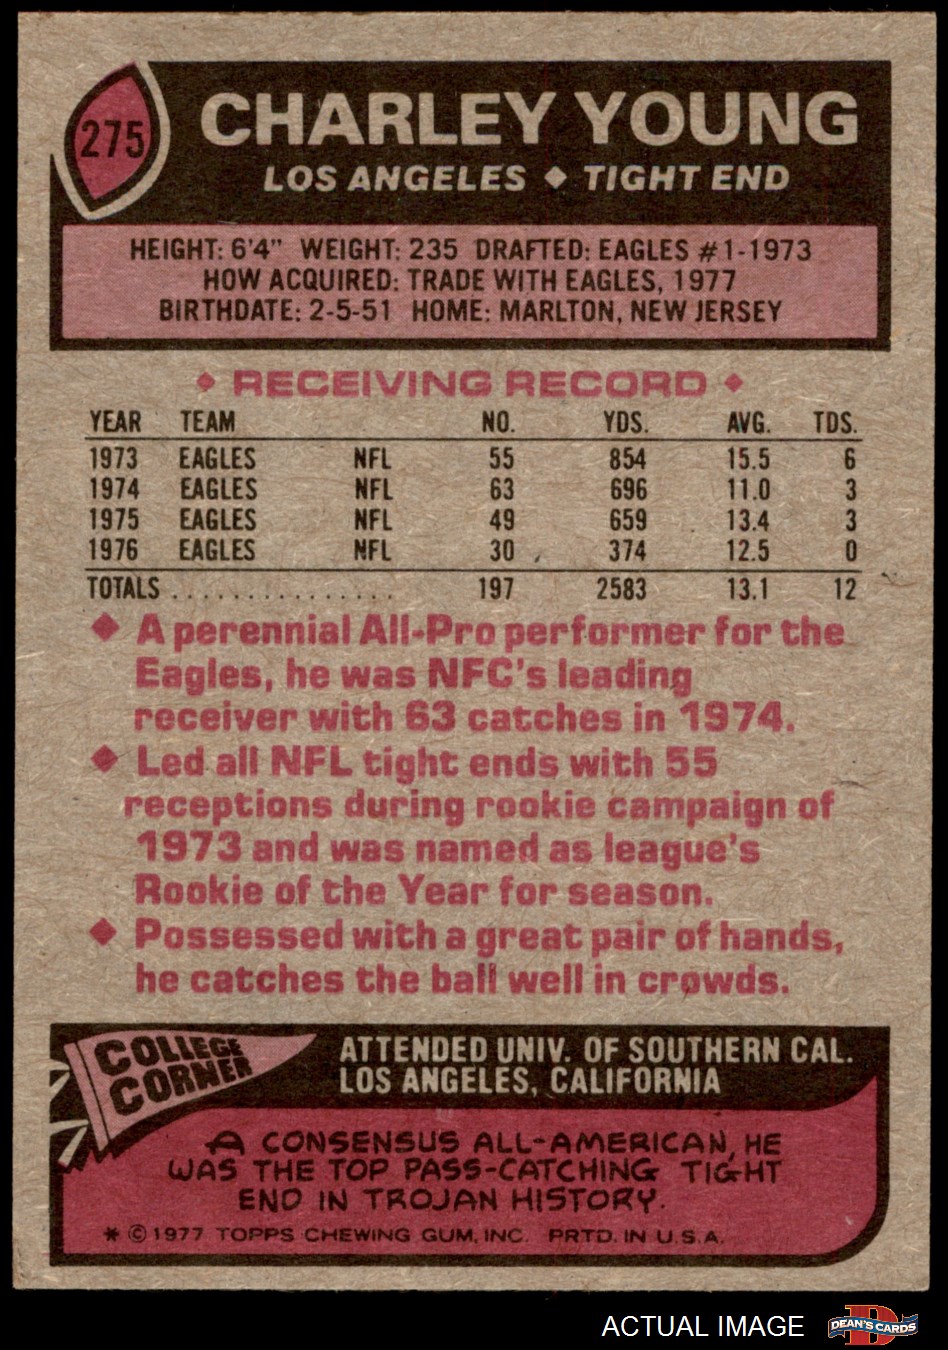 275
CHARLEY YOUNG
LOS ANGELES ◆ TIGHT END
HEIGHT: 6'4" WEIGHT: 235 DRAFTED: EAGLES #1-1973
HOW ACQUIRED: TRADE WITH EAGLES, 1977
BIRTHDATE: 2-5-51 HOME: MARLTON, NEW JERSEY
◆ RECEIVING RECORD ◆
YEAR TEAM NO. YDS. AVG. TDS.
1973 EAGLES NFL 55 854 15.5 6
1974 EAGLES NFL 63 696 11.0 3
1975 EAGLES NFL 49 659 13.4 3
1976 EAGLES NFL 30 374 12.5 0
TOTALS . . . . . . . . . . . . . . . 197 2583 13.1 12
◆ A perennial All-Pro performer for the
Eagles, he was NFC's leading
receiver with 63 catches in 1974.
◆ Led all NFL tight ends with 55
receptions during rookie campaign of
1973 and was named as league's
Rookie of the Year for season.
◆ Possessed with a great pair of hands,
he catches the ball well in crowds.
COLLEGE
CORNER
ATTENDED UNIV. OF SOUTHERN CAL.
LOS ANGELES, CALIFORNIA
A CONSENSUS ALL-AMERICAN, HE
WAS THE TOP PASS-CATCHING TIGHT
END IN TROJAN HISTORY.
* © 1977 TOPPS CHEWING GUM, INC. PRTD. IN U.S.A.
ACTUAL IMAGE
D
DEAN'S CARDS